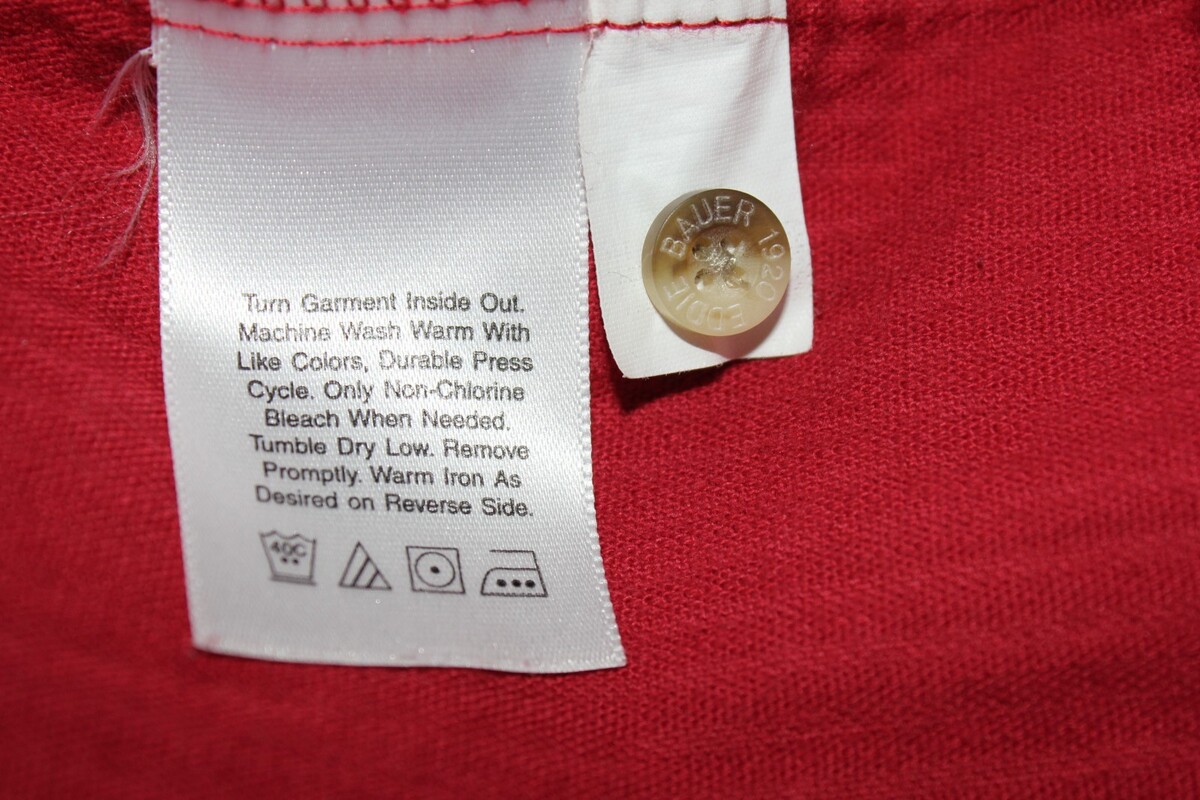 Turn Garment Inside Out.
Machine Wash Warm With
Like Colors, Durable Press
Cycle. Only Non-Chlorine
Bleach When Needed.
Tumble Dry Low. Remove
Promptly. Warm Iron As
Desired on Reverse Side.
40C
EDDIE BAUER 1920